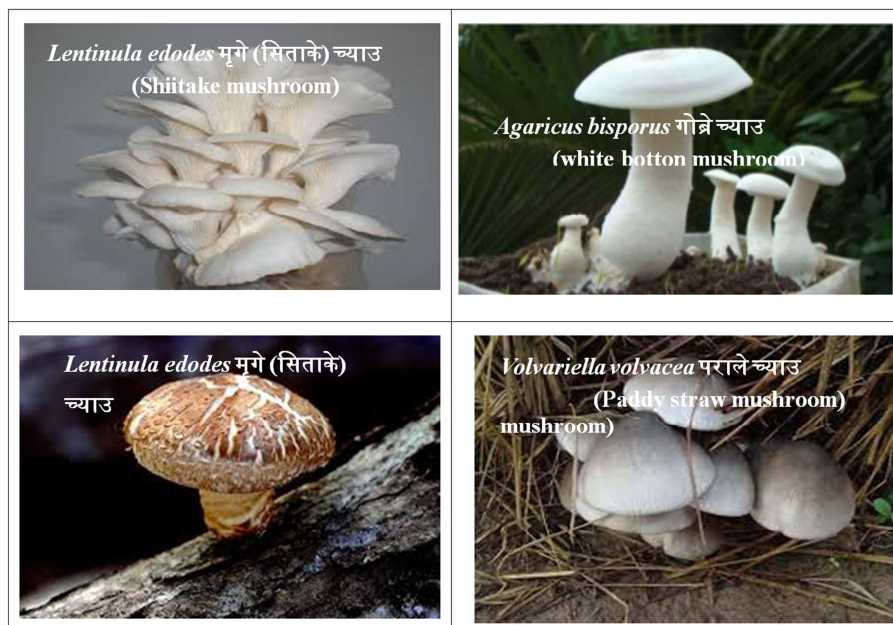 Lentinula edodes मृगे (सिताके) च्याउ
(Shiitake mushroom)
Agaricus bisporus गोब्रे च्याउ
(white botton mushroom)
Lentinula edodes मृगे (सिताके)
च्याउ
Volvariella volvacea पराले च्याउ
(Paddy straw mushroom)
mushroom)